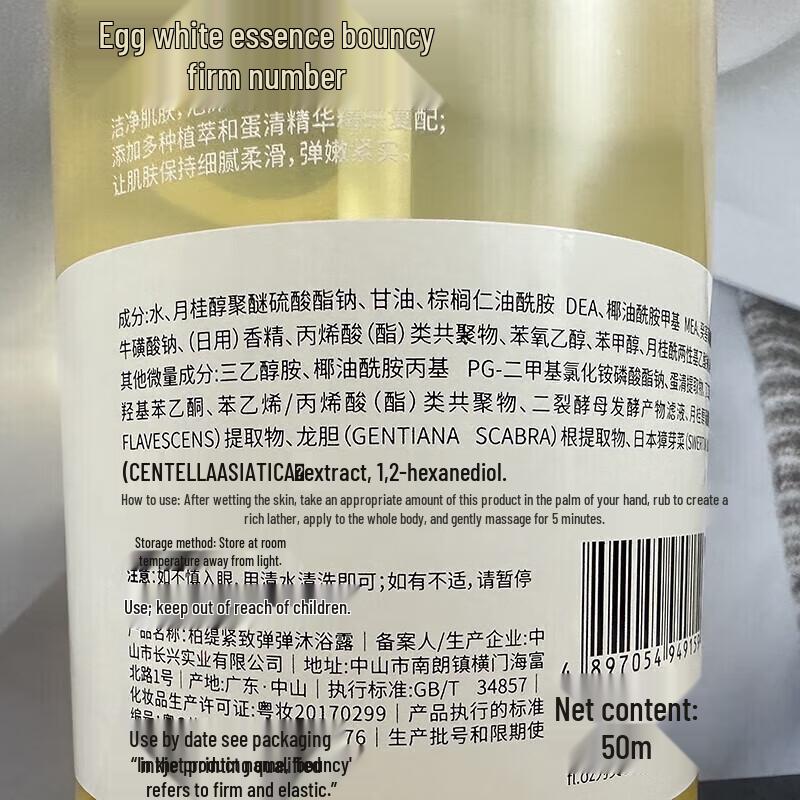 Egg white essence bouncy
firm number
洁净肌肤,
添加多种植萃和蛋清精华 复配;
让肌肤保持细腻柔滑,弹嫩紧实
成分:水、月桂醇聚醚硫酸酯钠、甘油、棕榈仁油酰胺 DEA、椰油酰胺甲基 MEA、
牛磺酸钠、(日用)香精、丙烯酸(酯)类共聚物、苯氧乙醇、苯甲醇、月桂酰两性基乙酸
其他微量成分:三乙醇胺、椰油酰胺丙基 PG-二甲基氯化铵磷酸酯钠、蛋清提取物、
羟基苯乙酮、苯乙烯/丙烯酸(酯)类共聚物、二裂酵母发酵产物滤液、月桂
FLAVESCENS)提取物、龙胆(GENTIANA SCABRA)根提取物、日本獐芽菜
(CENTELLAASIATICA extract, 1,2-hexanediol.
How to use: After wetting the skin, take an appropriate amount of this product in the palm of your hand, rub to create a
rich lather, apply to the whole body, and gently massage for 5 minutes.
Storage method: Store at room
temperature away from light.
注意:如不慎入眼,用清水清洗即可;如有不适,请暂停
Use; keep out of reach of children.
产品名称:柏缇紧致弹弹沐浴露 | 备案人/生产企业:中
山市长兴实业有限公司 | 地址:中山市南朗镇横门海富
北路1号 | 产地:广东·中山 | 执行标准:GB/T 34857 |
化妆品生产许可证:粤妆20170299 | 产品执行的标准
76 | 生产批号和限期使
4 897054 94915
Net content:
50m
Use by date see packaging
refers to firm and elastic.”